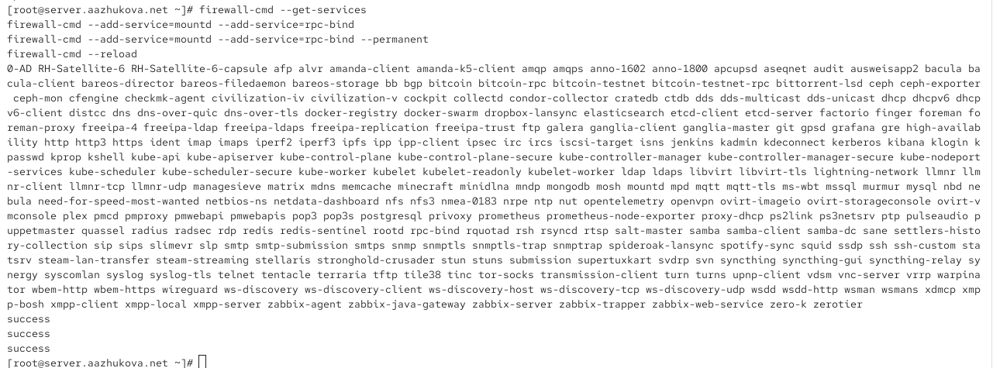 [root@server.aazhukova.net ~]# firewall-cmd --get-services
firewall-cmd --add-service=mountd --add-service=rpc-bind
firewall-cmd --add-service=mountd --add-service=rpc-bind --permanent
firewall-cmd --reload
0-AD RH-Satellite-6 RH-Satellite-6-capsule afp alvr amanda-client amanda-k5-client amqp amqps anno-1602 anno-1800 apcupsd aseqnet audit ausweisapp2 bacula ba
cula-client bareos-director bareos-filedaemon bareos-storage bb bgp bitcoin bitcoin-rpc bitcoin-testnet bitcoin-testnet-rpc bittorrent-lsd ceph ceph-exporter
 ceph-mon cfengine checkmk-agent civilization-iv civilization-v cockpit collectd condor-collector cratedb ctdb dds dds-multicast dds-unicast dhcp dhcpv6 dhcp
v6-client distcc dns dns-over-quic dns-over-tls docker-registry docker-swarm dropbox-lansync elasticsearch etcd-client etcd-server factorio finger foreman fo
reman-proxy freeipa-4 freeipa-ldap freeipa-ldaps freeipa-replication freeipa-trust ftp galera ganglia-client ganglia-master git gpsd grafana gre high-availab
ility http http3 https ident imap imaps iperf2 iperf3 ipfs ipp ipp-client ipsec irc ircs iscsi-target isns jenkins kadmin kdeconnect kerberos kibana klogin k
passwd kprop kshell kube-api kube-apiserver kube-control-plane kube-control-plane-secure kube-controller-manager kube-controller-manager-secure kube-nodeport
-services kube-scheduler kube-scheduler-secure kube-worker kubelet kubelet-readonly kubelet-worker ldap ldaps libvirt libvirt-tls lightning-network llmnr llm
nr-client llmnr-tcp llmnr-udp managesieve matrix mdns memcache minecraft minidlna mndp mongodb mosh mountd mpd mqtt mqtt-tls ms-wbt mssql murmur mysql nbd ne
bula need-for-speed-most-wanted netbios-ns netdata-dashboard nfs nfs3 nmea-0183 nrpe ntp nut opentelemetry openvpn ovirt-imageio ovirt-storageconsole ovirt-v
mconsole plex pmcd pmproxy pmwebapi pmwebapis pop3 pop3s postgresql privoxy prometheus prometheus-node-exporter proxy-dhcp ps2link ps3netsrv ptp pulseaudio p
uppetmaster quassel radius radsec rdp redis redis-sentinel rootd rpc-bind rquotad rsh rsyncd rtsp salt-master samba samba-client samba-dc sane settlers-histo
ry-collection sip sips slimevr slp smtp smtp-submission smtps snmp snmptls snmptls-trap snmptrap spideroak-lansync spotify-sync squid ssdp ssh ssh-custom sta
tsrv steam-lan-transfer steam-streaming stellaris stronghold-crusader stun stuns submission supertuxkart svdrp svn syncthing syncthing-gui syncthing-relay sy
nergy syscomlan syslog syslog-tls telnet tentacle terraria tftp tile38 tinc tor-socks transmission-client turn turns upnp-client vdsm vnc-server vrrp warpina
tor wbem-http wbem-https wireguard ws-discovery ws-discovery-client ws-discovery-host ws-discovery-tcp ws-discovery-udp wsdd wsdd-http wsman wsmans xdmcp xmp
p-bosh xmpp-client xmpp-local xmpp-server zabbix-agent zabbix-java-gateway zabbix-server zabbix-trapper zabbix-web-service zero-k zerotier
success
success
success
[root@server.aazhukova.net ~]#